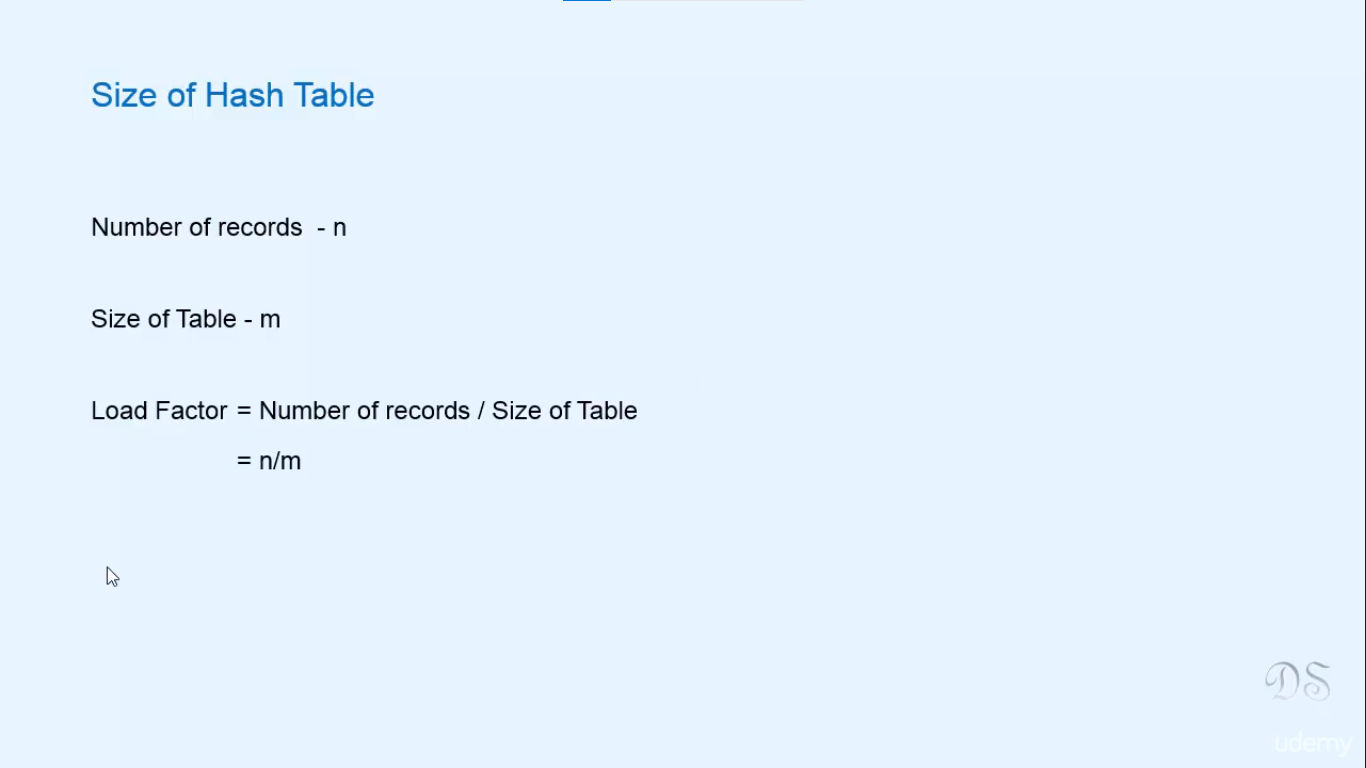 Size of Hash Table
Number of records - n
Size of Table - m
Load Factor = Number of records / Size of Table
= n/m
DS
udemy